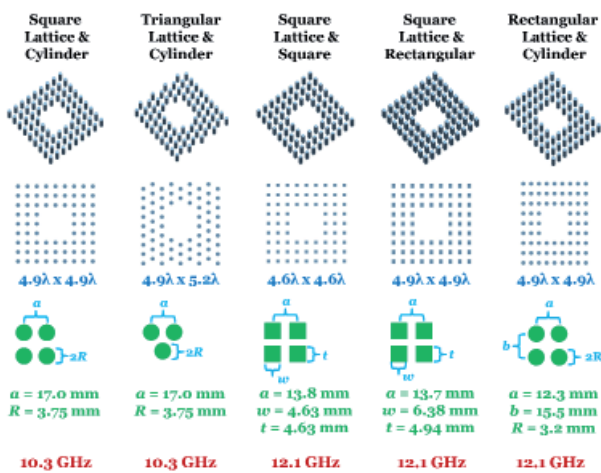 Square Lattice & Cylinder
Triangular Lattice & Cylinder
Square Lattice & Square
Square Lattice & Rectangular
Rectangular Lattice & Cylinder
4.9λ x 4.9λ
4.9λ x 5.2λ
4.6λ x 4.6λ
4.9λ x 4.9λ
4.9λ x 4.9λ
a
2R
a
2R
a
t
w
a
t
w
a
b
2R
a = 17.0 mm
R = 3.75 mm
a = 17.0 mm
R = 3.75 mm
a = 13.8 mm
w = 4.63 mm
t = 4.63 mm
a = 13.7 mm
w = 6.38 mm
t = 4.94 mm
a = 12.3 mm
b = 15.5 mm
R = 3.2 mm
10.3 GHz
10.3 GHz
12.1 GHz
12.1 GHz
12.1 GHz